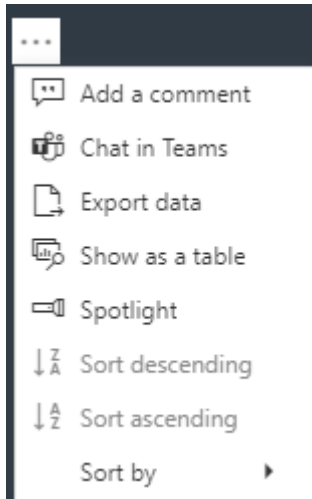 ...
Add a comment
Chat in Teams
Export data
Show as a table
Spotlight
Sort descending
Sort ascending
Sort by